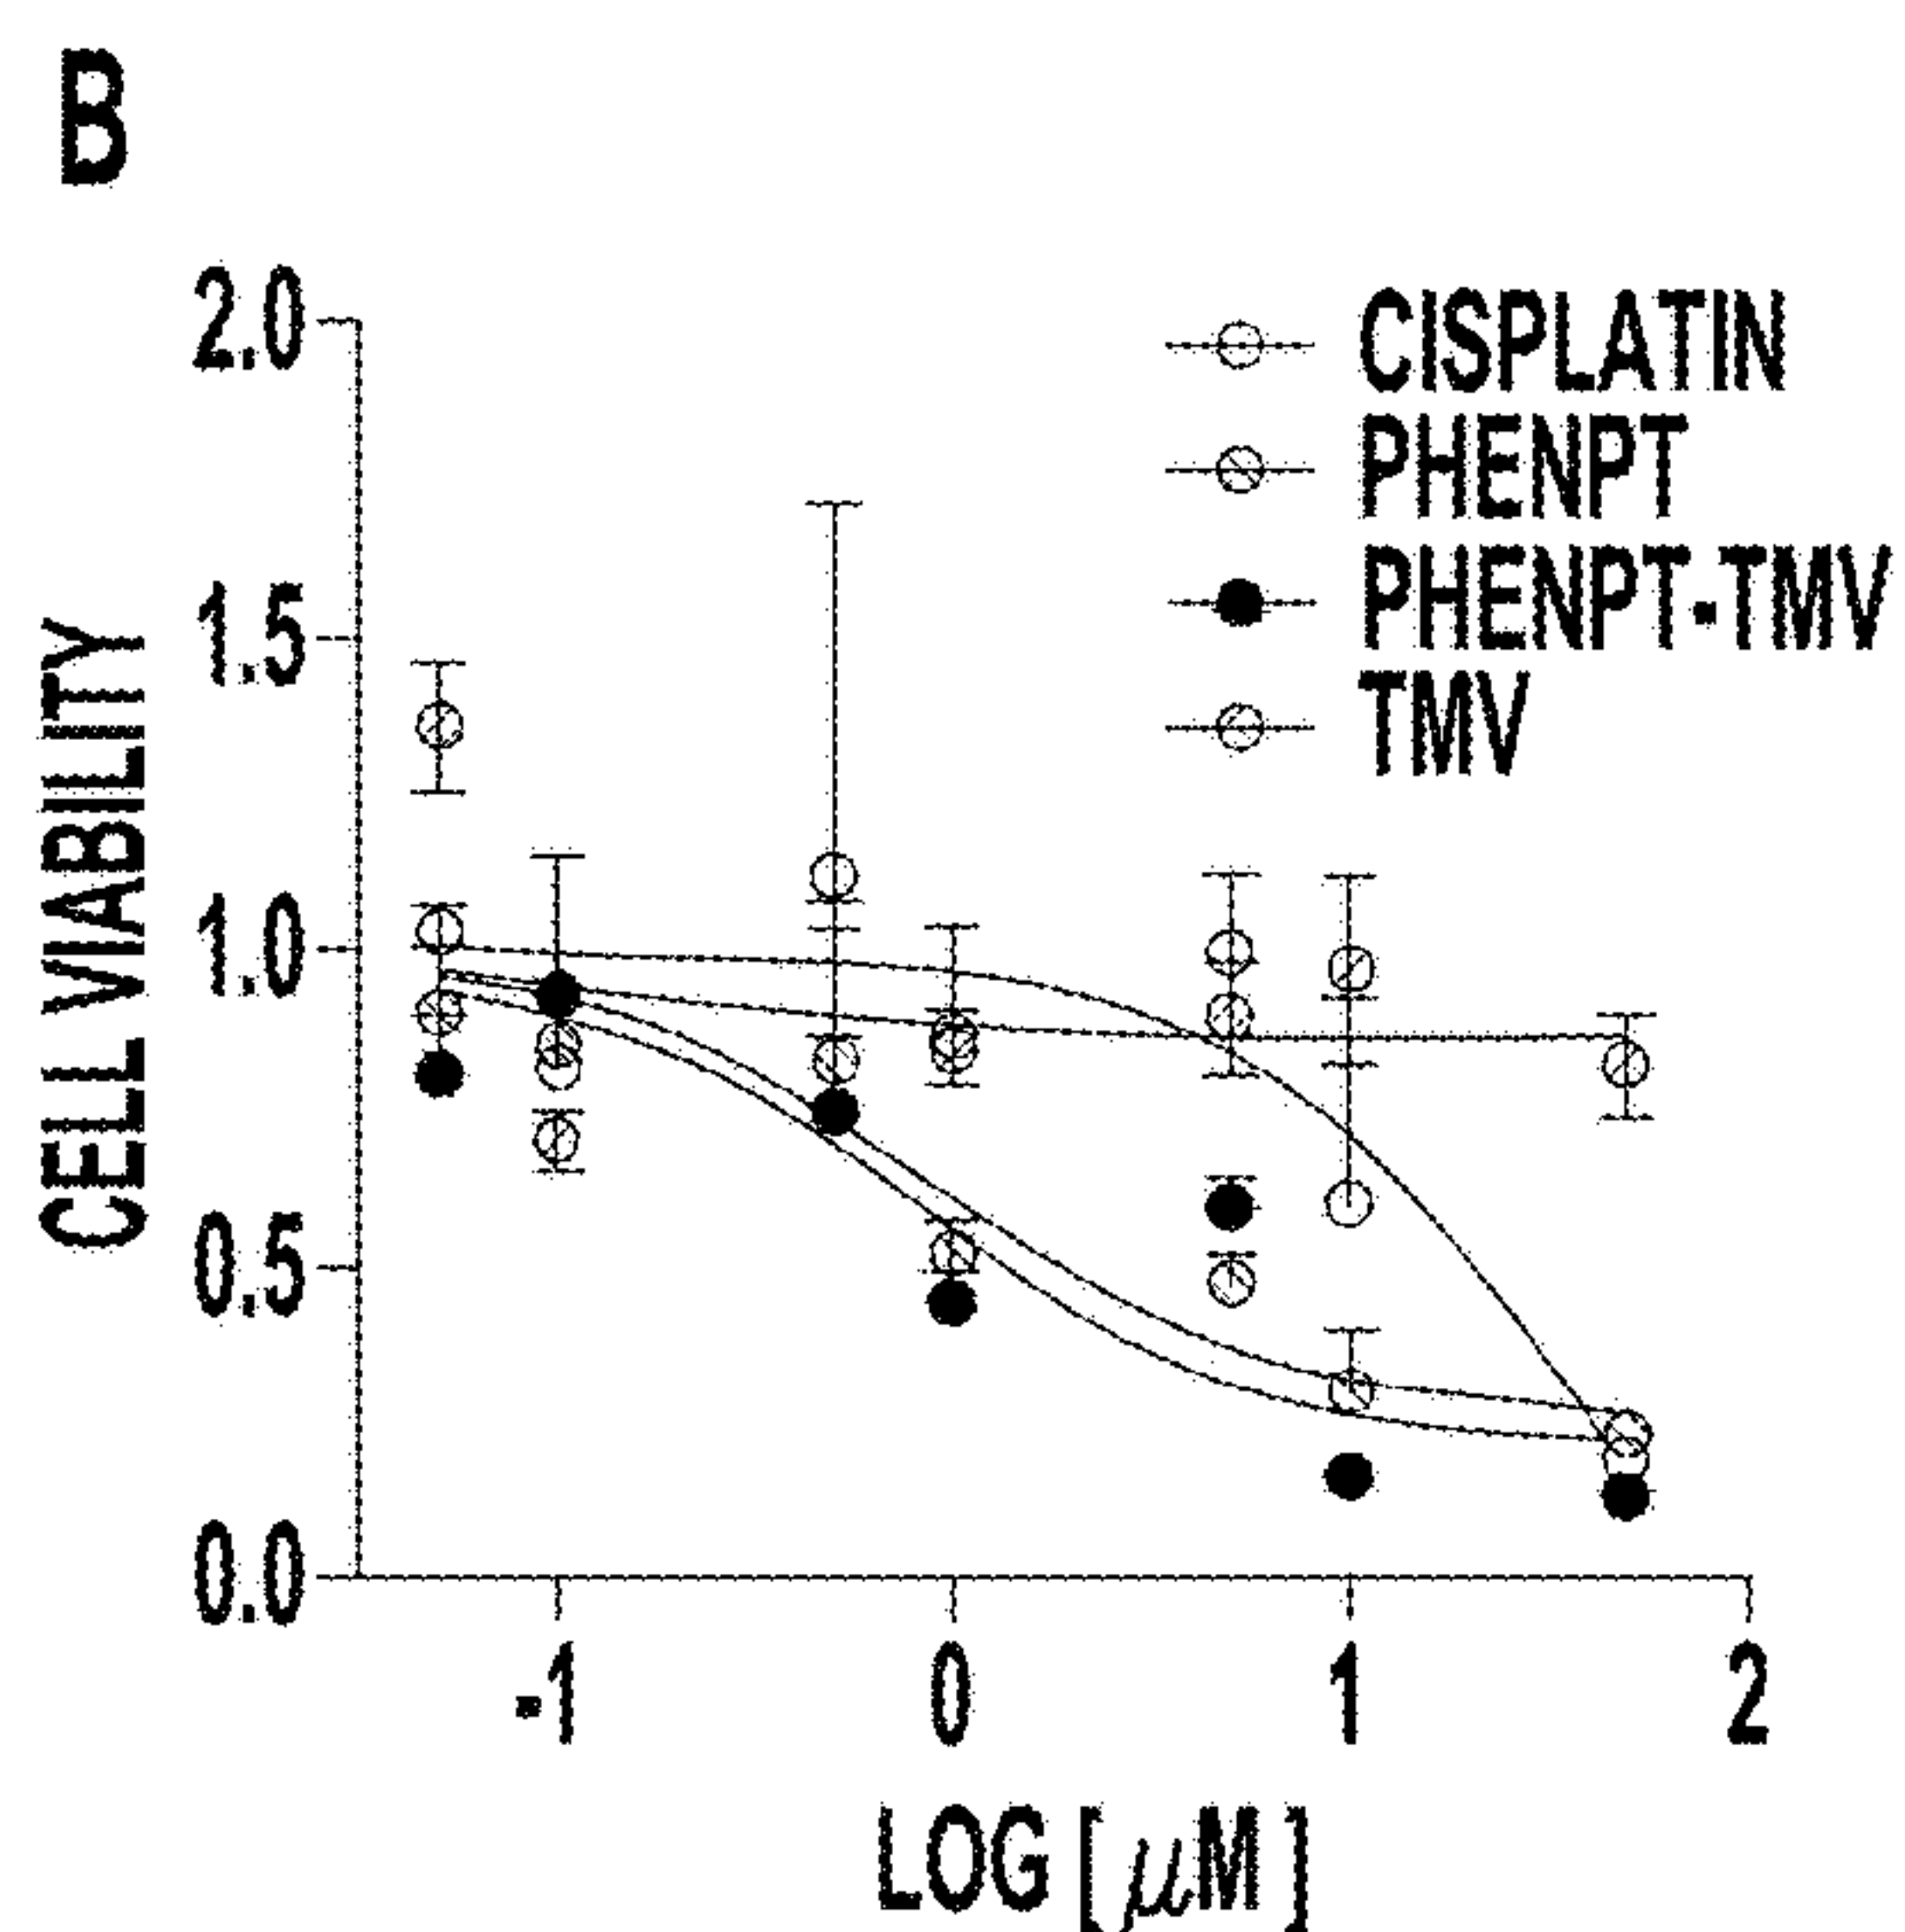 B
2.0
1.5
1.0
0.5
0.0
CELL VIABILITY
CISPLATIN
PHENPT
PHENPT-TMV
TMV
-1 0 1 2
LOG [μM]